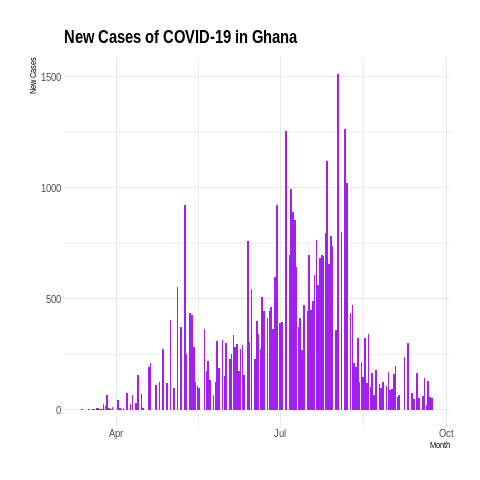 New Cases of COVID-19 in Ghana
New Cases
1500
1000
500
0
Apr
Jul
Oct
Month